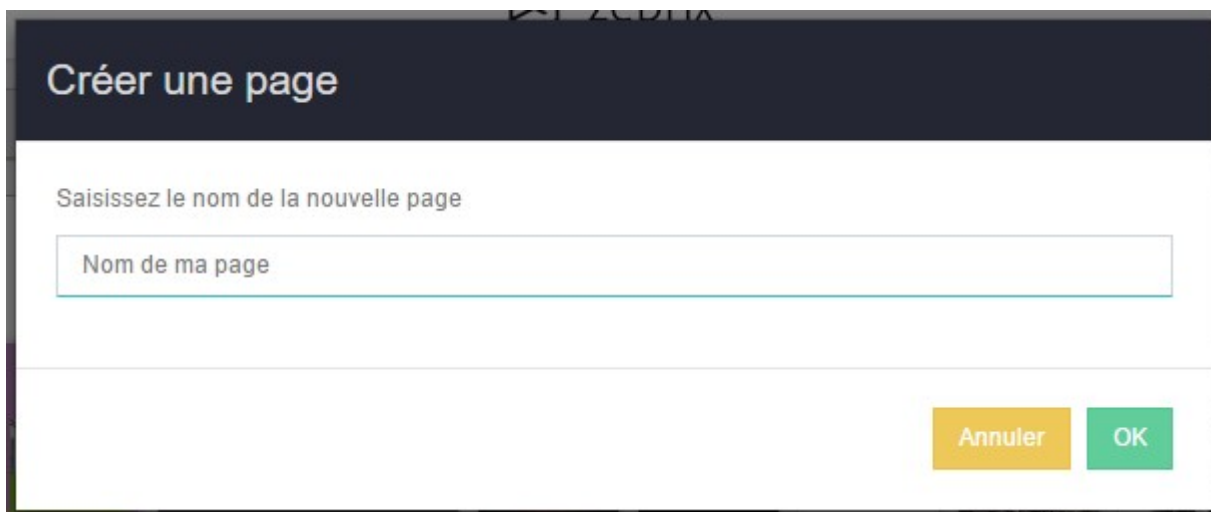 Créer une page
Saisissez le nom de la nouvelle page
Nom de ma page
Annuler
OK